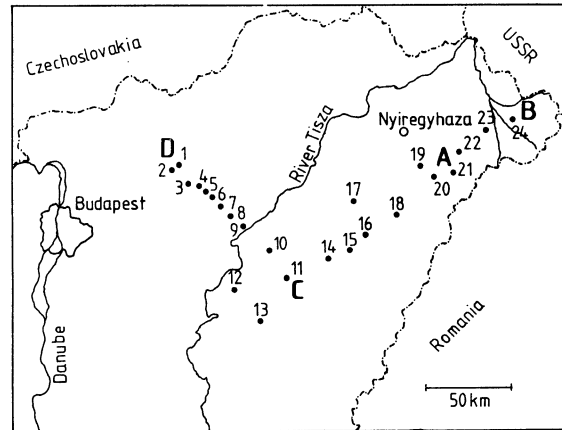 Czechoslovakia
USSR
River Tisza
Nyiregyhaza
23
B
24
D
1
2
3
4
5
6
7
8
9
22
19
A
20
21
Budapest
17
18
16
10
14
15
11
C
12
13
Danube
Romania
50 km